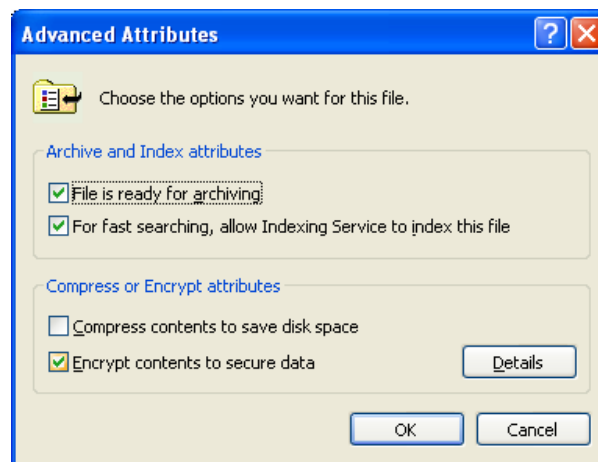 Advanced Attributes
Choose the options you want for this file.
Archive and Index attributes
File is ready for archiving
For fast searching, allow Indexing Service to index this file
Compress or Encrypt attributes
Compress contents to save disk space
Encrypt contents to secure data
Details
OK Cancel